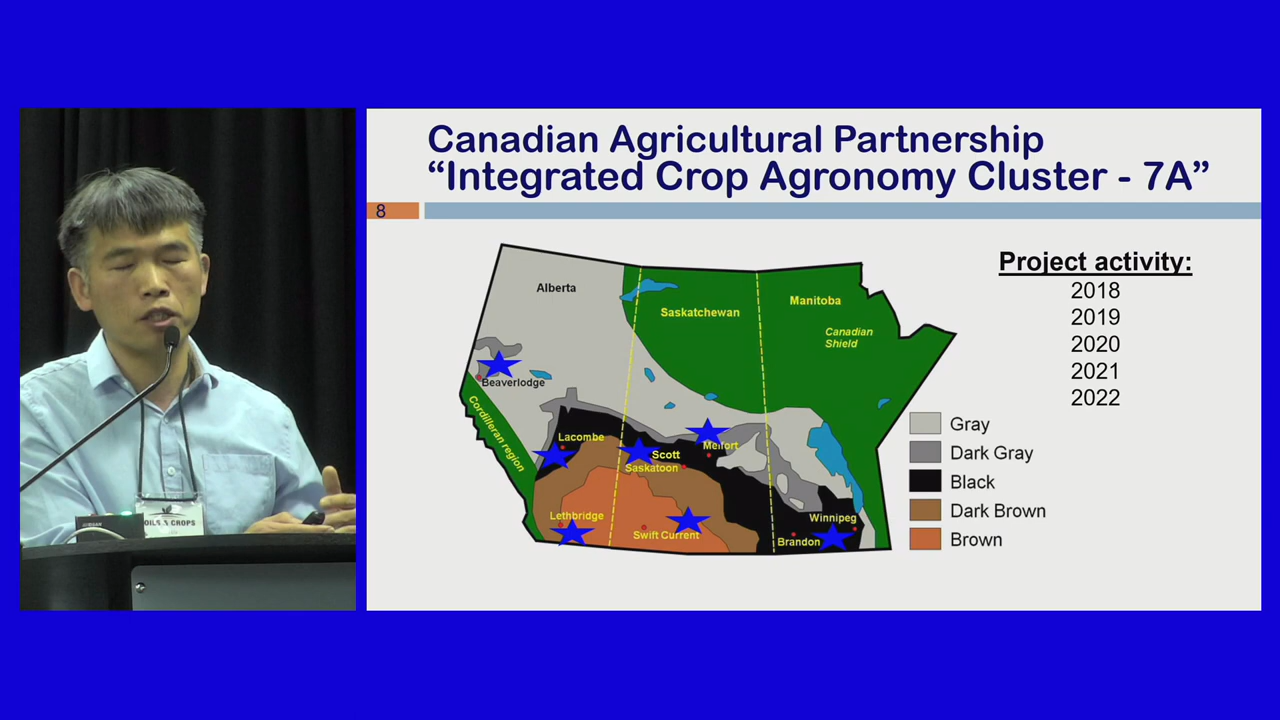 Canadian Agricultural Partnership
“Integrated Crop Agronomy Cluster - 7A”
8
Project activity:
2018
2019
2020
2021
2022
Alberta
Saskatchewan
Manitoba
Canadian
Shield
Beaverlodge
Cordilleran region
Lacombe
Scott
Melfort
Saskatoon
Lethbridge
Swift Current
Winnipeg
Brandon
Gray
Dark Gray
Black
Dark Brown
Brown
SOILS & CROPS